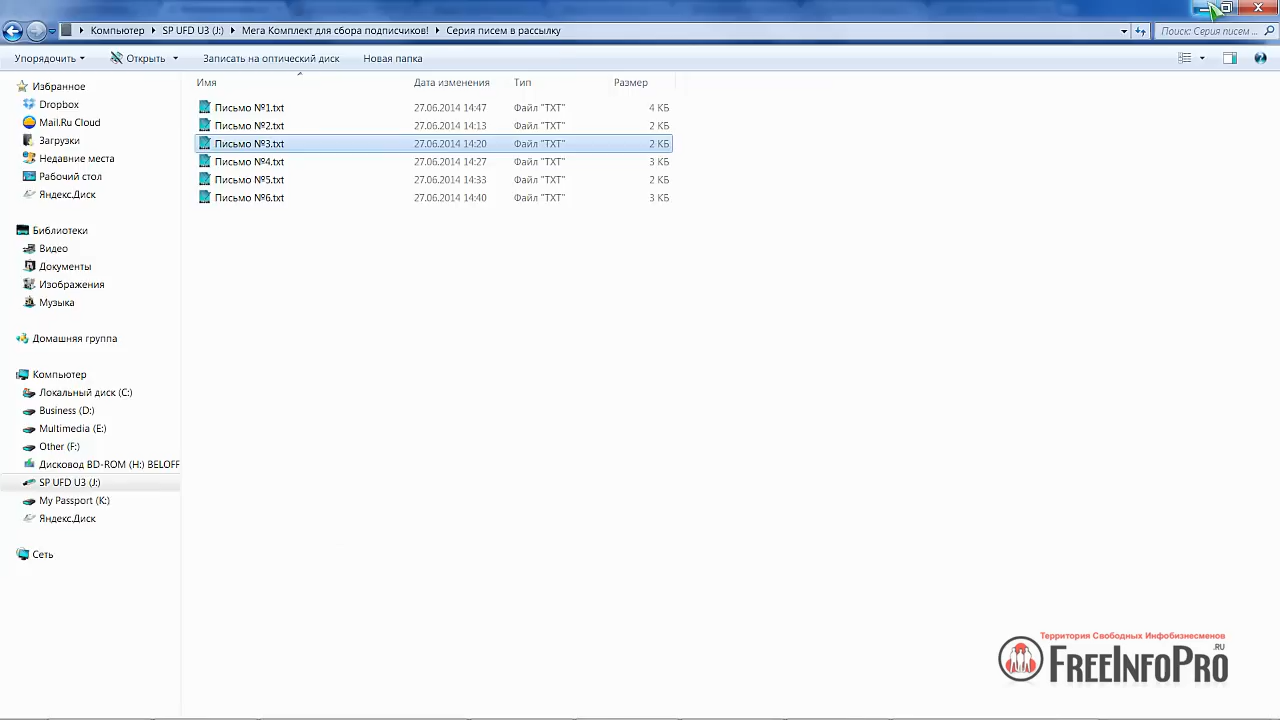 Компьютер SP UFD U3 (J:) Мега Комплект для сбора подписчиков! Серия писем в рассылку Поиск: Серия писем ...
Упорядочить Открыть Записать на оптический диск Новая папка
Имя Дата изменения Тип Размер
Письмо №1.txt 27.06.2014 14:47 Файл "TXT" 4 КБ
Письмо №2.txt 27.06.2014 14:13 Файл "TXT" 2 КБ
Письмо №3.txt 27.06.2014 14:20 Файл "TXT" 2 КБ
Письмо №4.txt 27.06.2014 14:27 Файл "TXT" 3 КБ
Письмо №5.txt 27.06.2014 14:33 Файл "TXT" 2 КБ
Письмо №6.txt 27.06.2014 14:40 Файл "TXT" 3 КБ
Избранное
Dropbox
Mail.Ru Cloud
Загрузки
Недавние места
Рабочий стол
Яндекс.Диск
Библиотеки
Видео
Документы
Изображения
Музыка
Домашняя группа
Компьютер
Локальный диск (C:)
Business (D:)
Multimedia (E:)
Other (F:)
Дисковод BD-ROM (H:) BELOFF
SP UFD U3 (J:)
My Passport (K:)
Яндекс.Диск
Сеть
Территория Свободных Инфобизнесменов
.RU
FREEINFOPRO